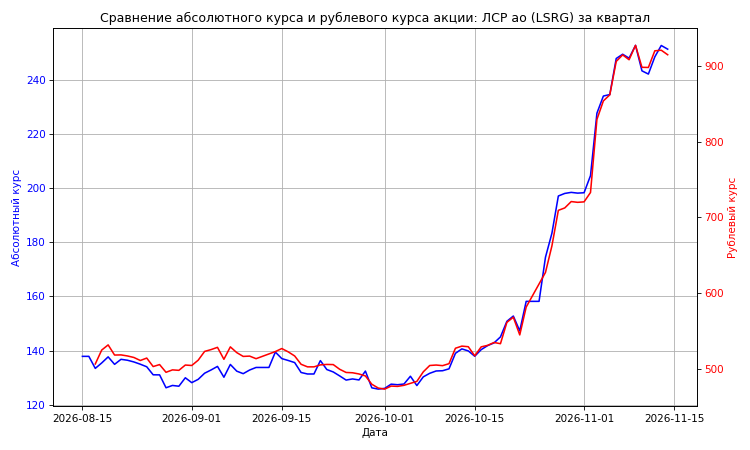 Сравнение абсолютного курса и рублевого курса акции: ЛСР ао (LSRG) за квартал
240
220
200
180
160
140
120
Абсолютный курс
900
800
700
600
500
Рублевый курс
2026-08-15 2026-09-01 2026-09-15 2026-10-01 2026-10-15 2026-11-01 2026-11-15
Дата